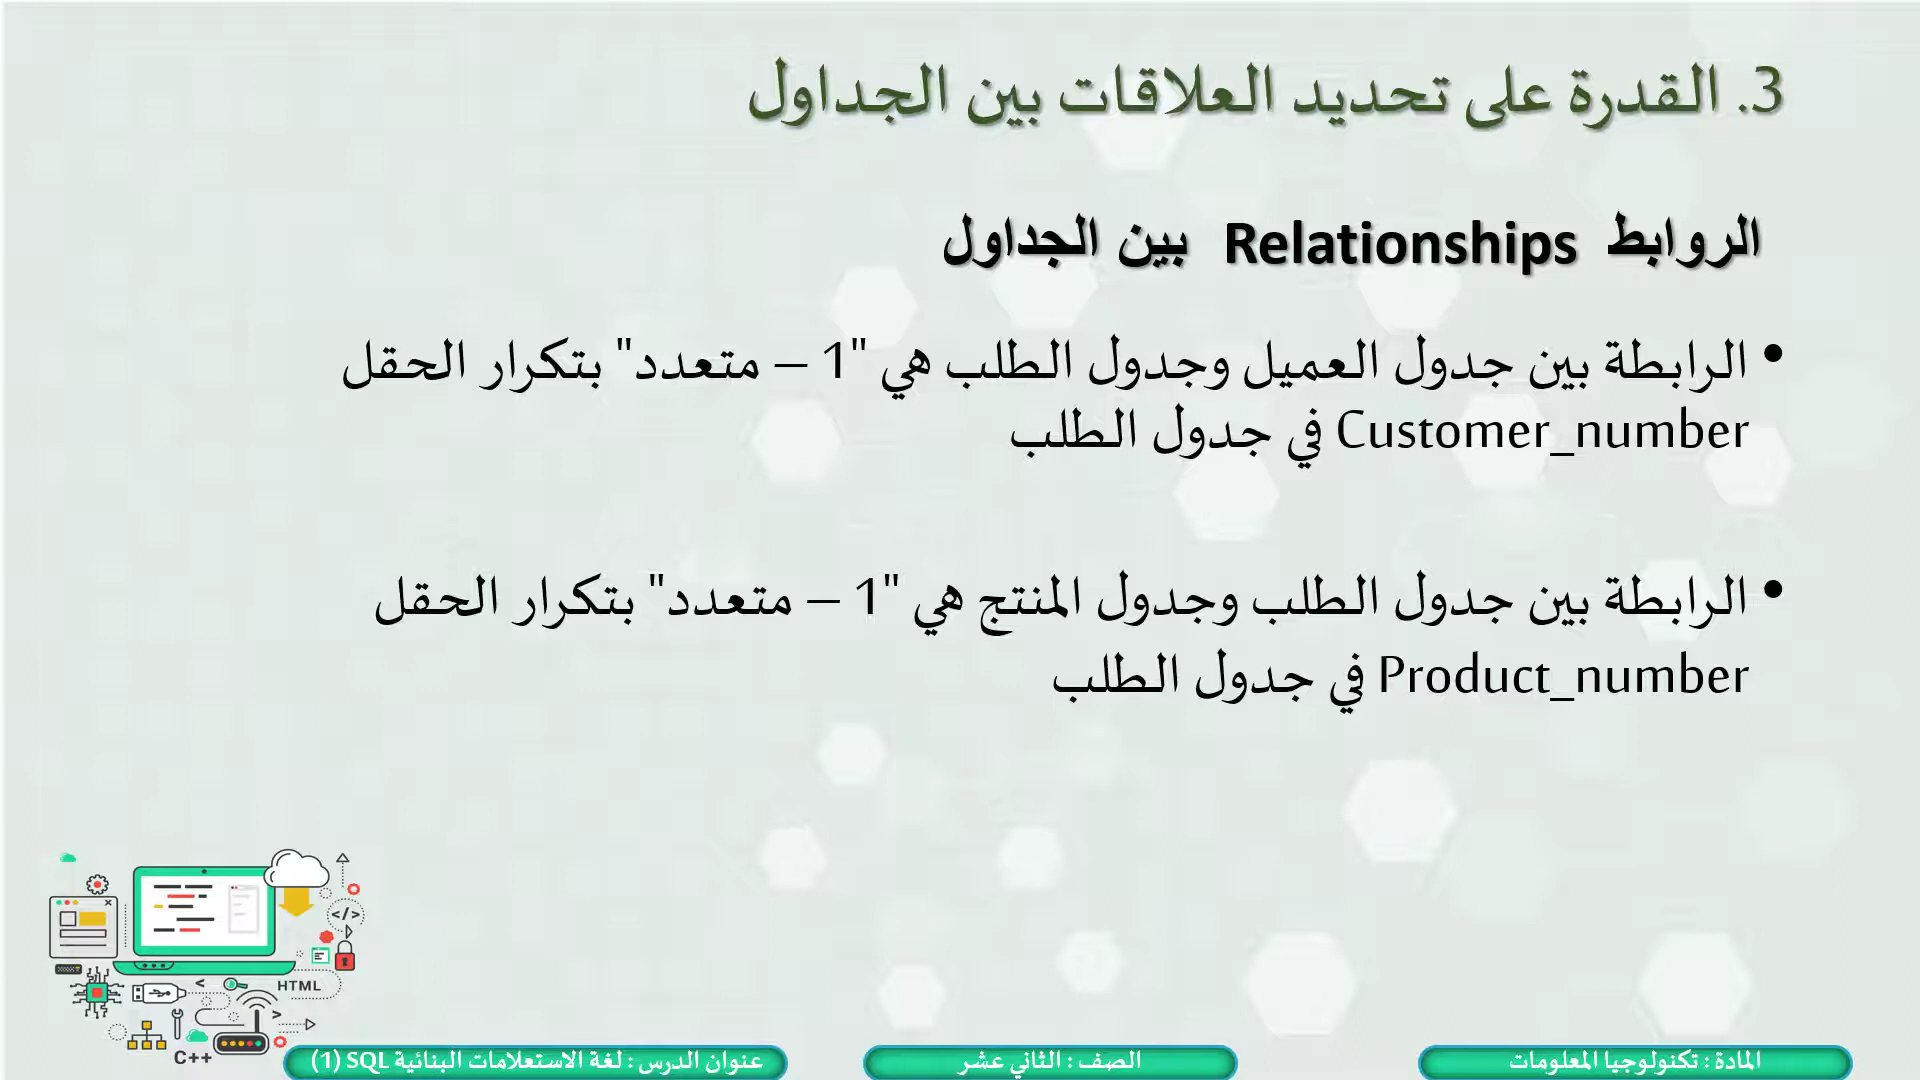 3. القدرة على تحديد العلاقات بين الجداول
الروابط Relationships بين الجداول
• الرابطة بين جدول العميل وجدول الطلب هي "1 – متعدد" بتكرار الحقل
Customer_number في جدول الطلب
• الرابطة بين جدول الطلب وجدول المنتج هي "1 – متعدد" بتكرار الحقل
Product_number في جدول الطلب
</>
HTML
C++
المادة : تكنولوجيا المعلومات
الصف : الثاني عشر
عنوان الدرس : لغة الاستعلامات البنائية SQL (1)